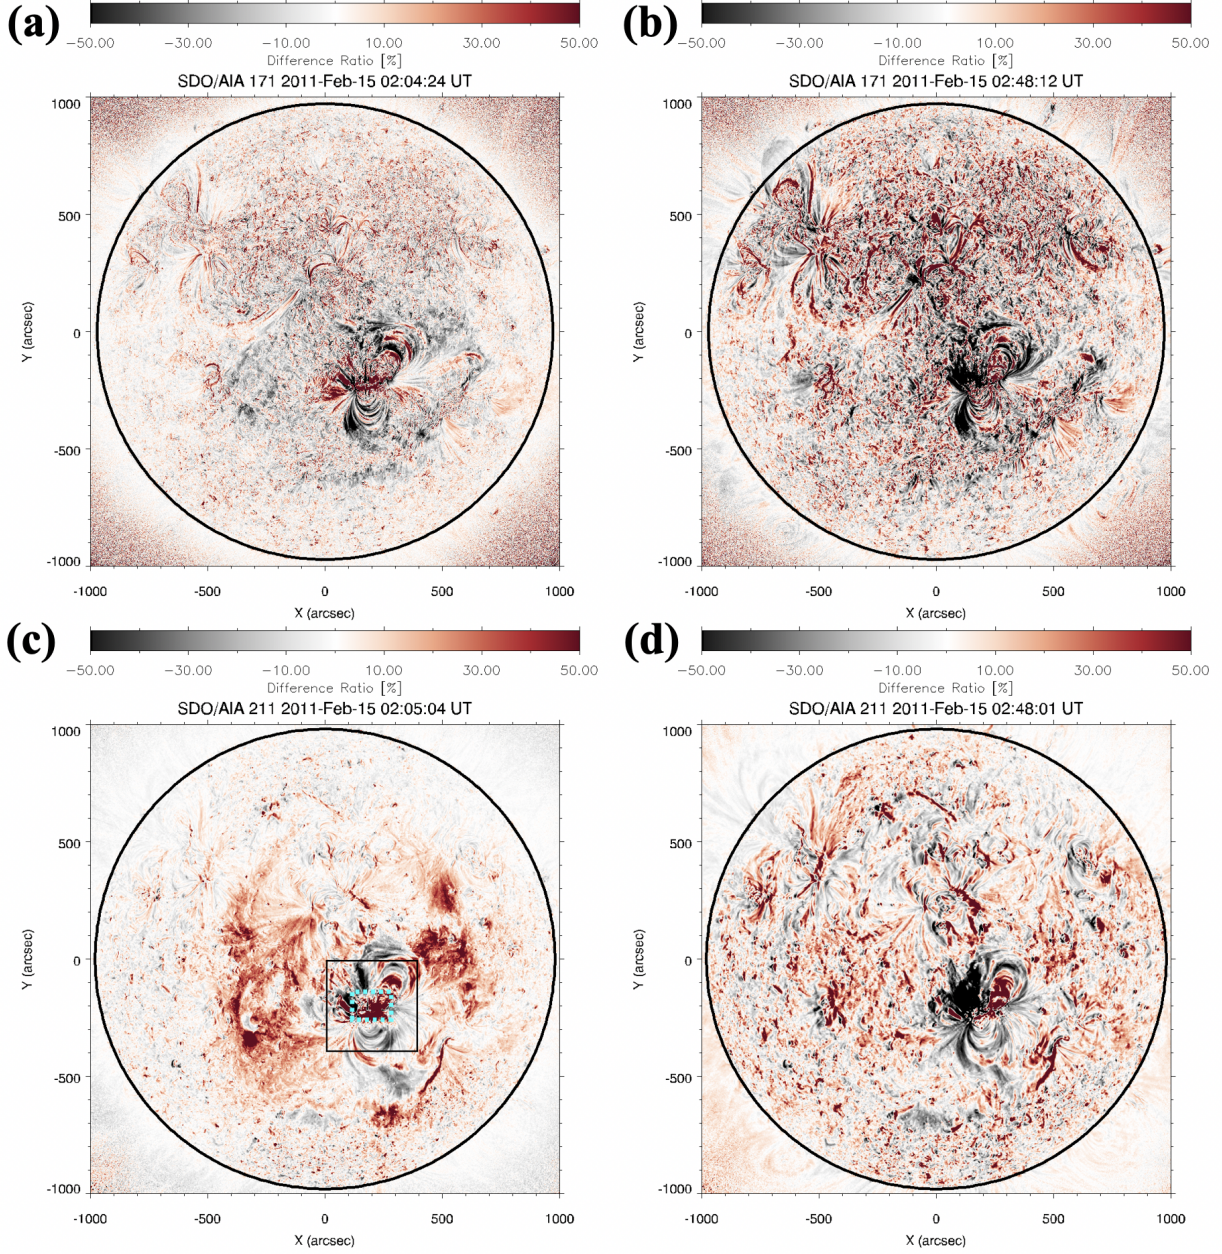 (a)
−50.00 −30.00 −10.00 10.00 30.00 50.00
Difference Ratio [%]
SDO/AIA 171 2011-Feb-15 02:04:24 UT
1000
500
0
-500
-1000
Y (arcsec)
-1000 -500 0 500 1000
X (arcsec)
(b)
−50.00 −30.00 −10.00 10.00 30.00 50.00
Difference Ratio [%]
SDO/AIA 171 2011-Feb-15 02:48:12 UT
1000
500
0
-500
-1000
Y (arcsec)
-1000 -500 0 500 1000
X (arcsec)
(c)
−50.00 −30.00 −10.00 10.00 30.00 50.00
Difference Ratio [%]
SDO/AIA 211 2011-Feb-15 02:05:04 UT
1000
500
0
-500
-1000
Y (arcsec)
-1000 -500 0 500 1000
X (arcsec)
(d)
−50.00 −30.00 −10.00 10.00 30.00 50.00
Difference Ratio [%]
SDO/AIA 211 2011-Feb-15 02:48:01 UT
1000
500
0
-500
-1000
Y (arcsec)
-1000 -500 0 500 1000
X (arcsec)